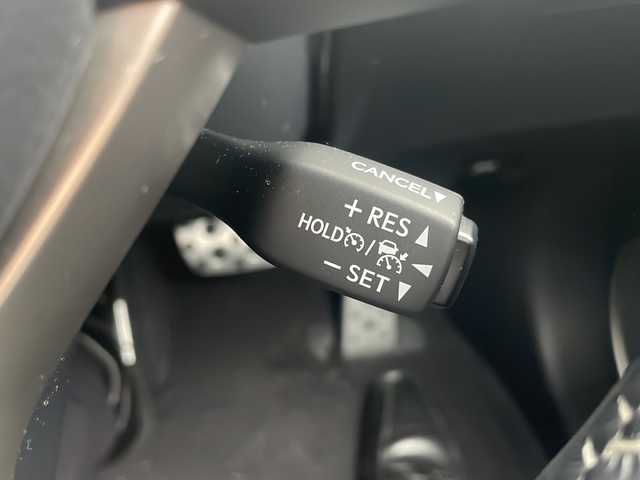 CANCEL▼
+ RES ▲
HOLD /
− SET ▼